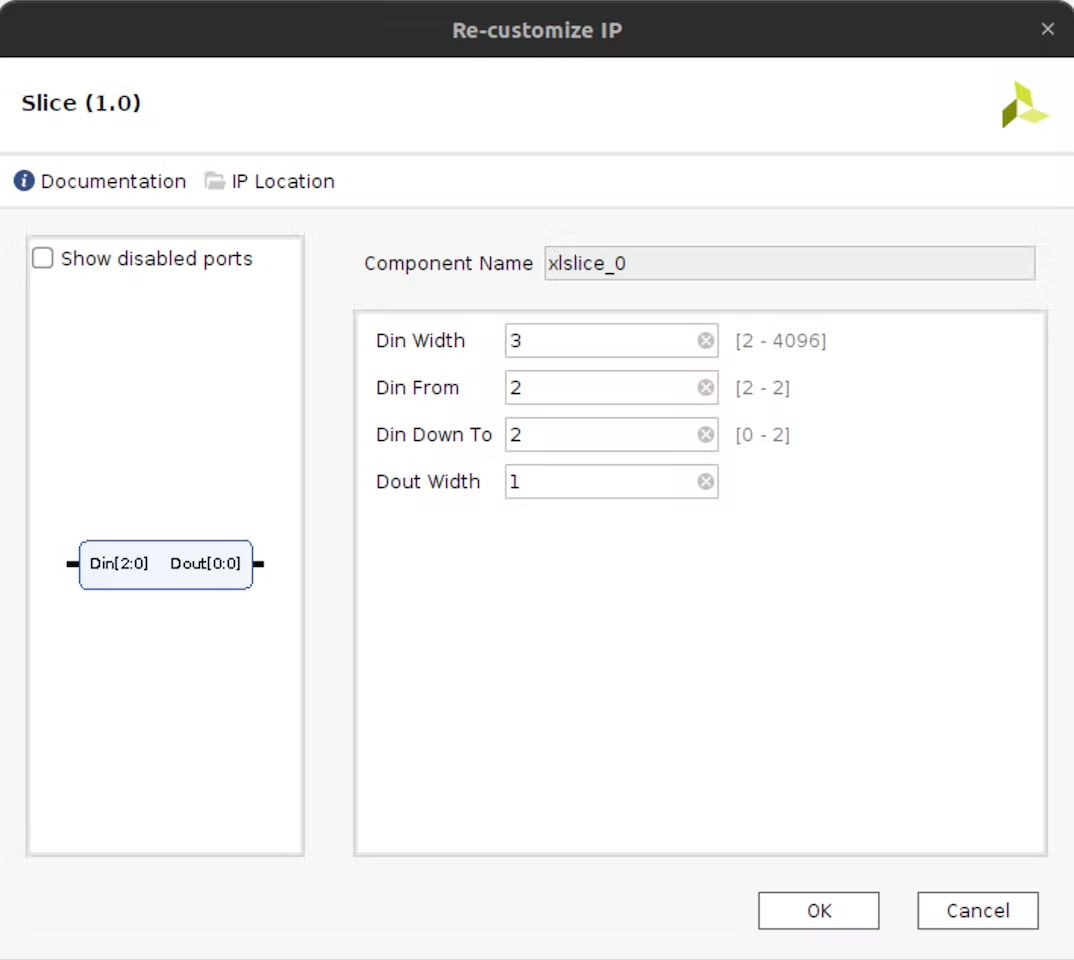 Re-customize IP
Slice (1.0)
Documentation IP Location
Show disabled ports
Din[2:0] Dout[0:0]
Component Name xlslice_0
Din Width 3 [2 - 4096]
Din From 2 [2 - 2]
Din Down To 2 [0 - 2]
Dout Width 1
OK Cancel